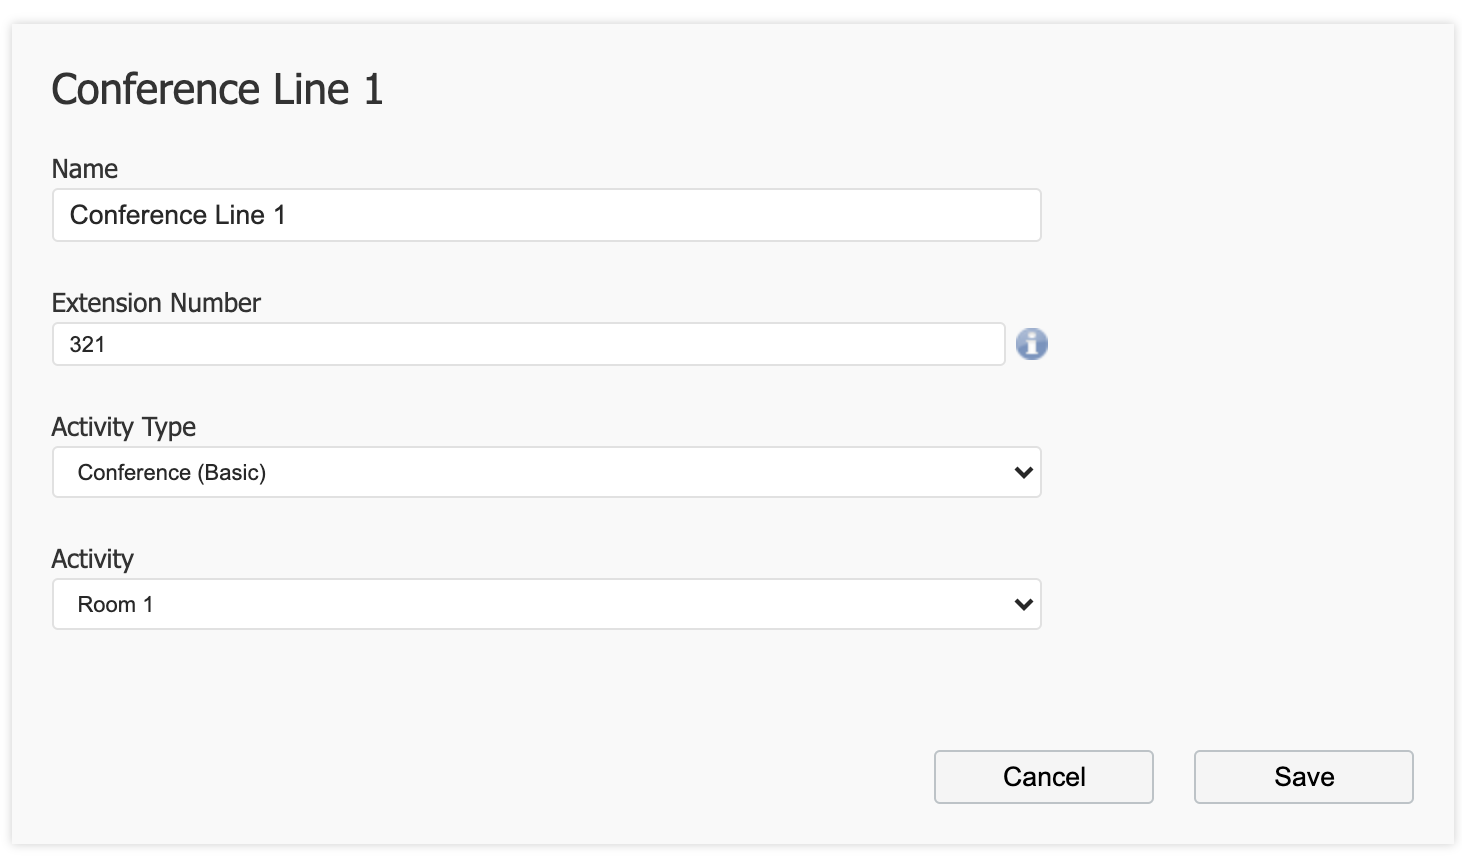 Conference Line 1
Name
Conference Line 1
Extension Number
321
Activity Type
Conference (Basic)
Activity
Room 1
Cancel
Save